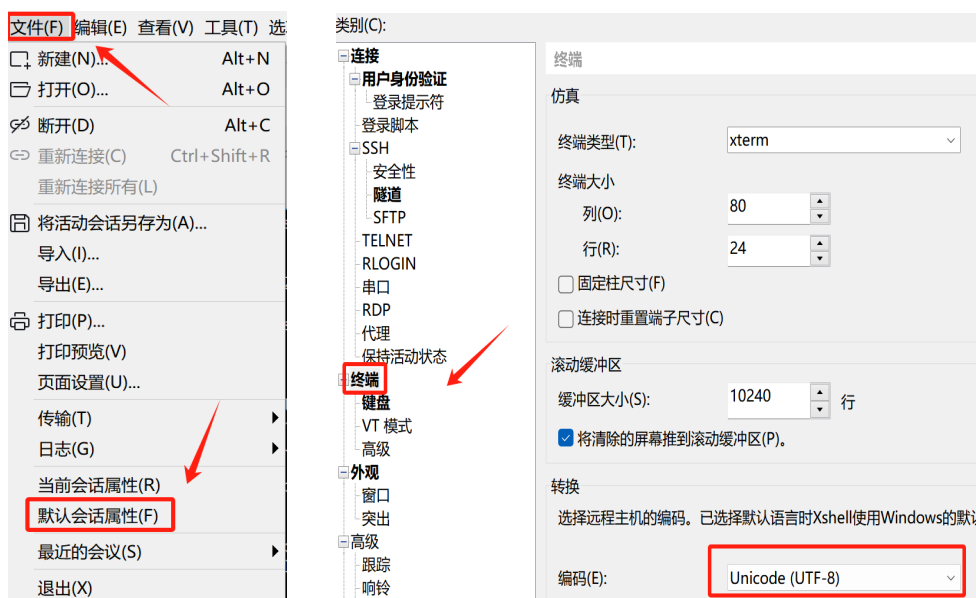 文件(F) 编辑(E) 查看(V) 工具(T) 选
新建(N)... Alt+N
打开(O)... Alt+O
断开(D) Alt+C
重新连接(C) Ctrl+Shift+R
重新连接所有(L)
将活动会话另存为(A)...
导入(I)...
导出(E)...
打印(P)...
打印预览(V)
页面设置(U)...
传输(T)
日志(G)
当前会话属性(R)
默认会话属性(F)
最近的会议(S)
退出(X)
类别(C):
连接
用户身份验证
登录提示符
登录脚本
SSH
安全性
隧道
SFTP
TELNET
RLOGIN
串口
RDP
代理
保持活动状态
终端
键盘
VT 模式
高级
外观
窗口
突出
高级
跟踪
响铃
终端
仿真
终端类型(T): xterm
终端大小
列(O): 80
行(R): 24
固定柱尺寸(F)
连接时重置端子尺寸(C)
滚动缓冲区
缓冲区大小(S): 10240 行
将清除的屏幕推到滚动缓冲区(P)。
转换
选择远程主机的编码。已选择默认语言时Xshell使用Windows的默
编码(E): Unicode (UTF-8)